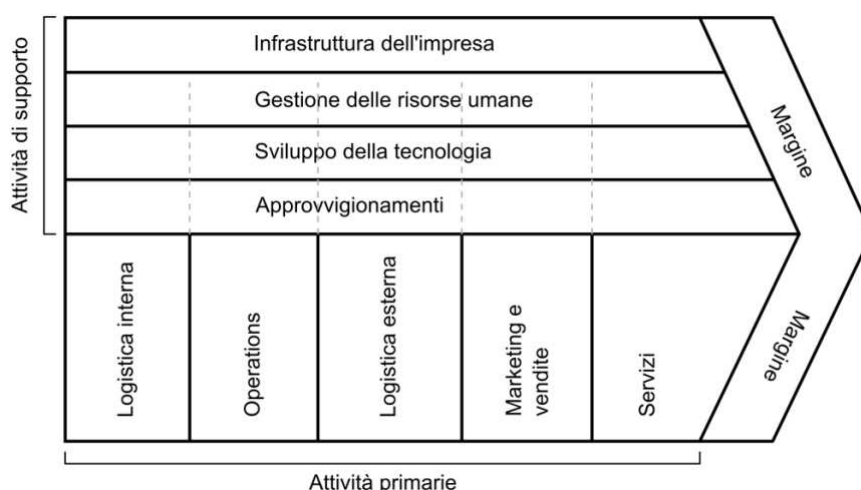 Attività di supporto
Infrastruttura dell'impresa
Gestione delle risorse umane
Sviluppo della tecnologia
Approvvigionamenti
Margine
Logistica interna
Operations
Logistica esterna
Marketing e
vendite
Servizi
Margine
Attività primarie